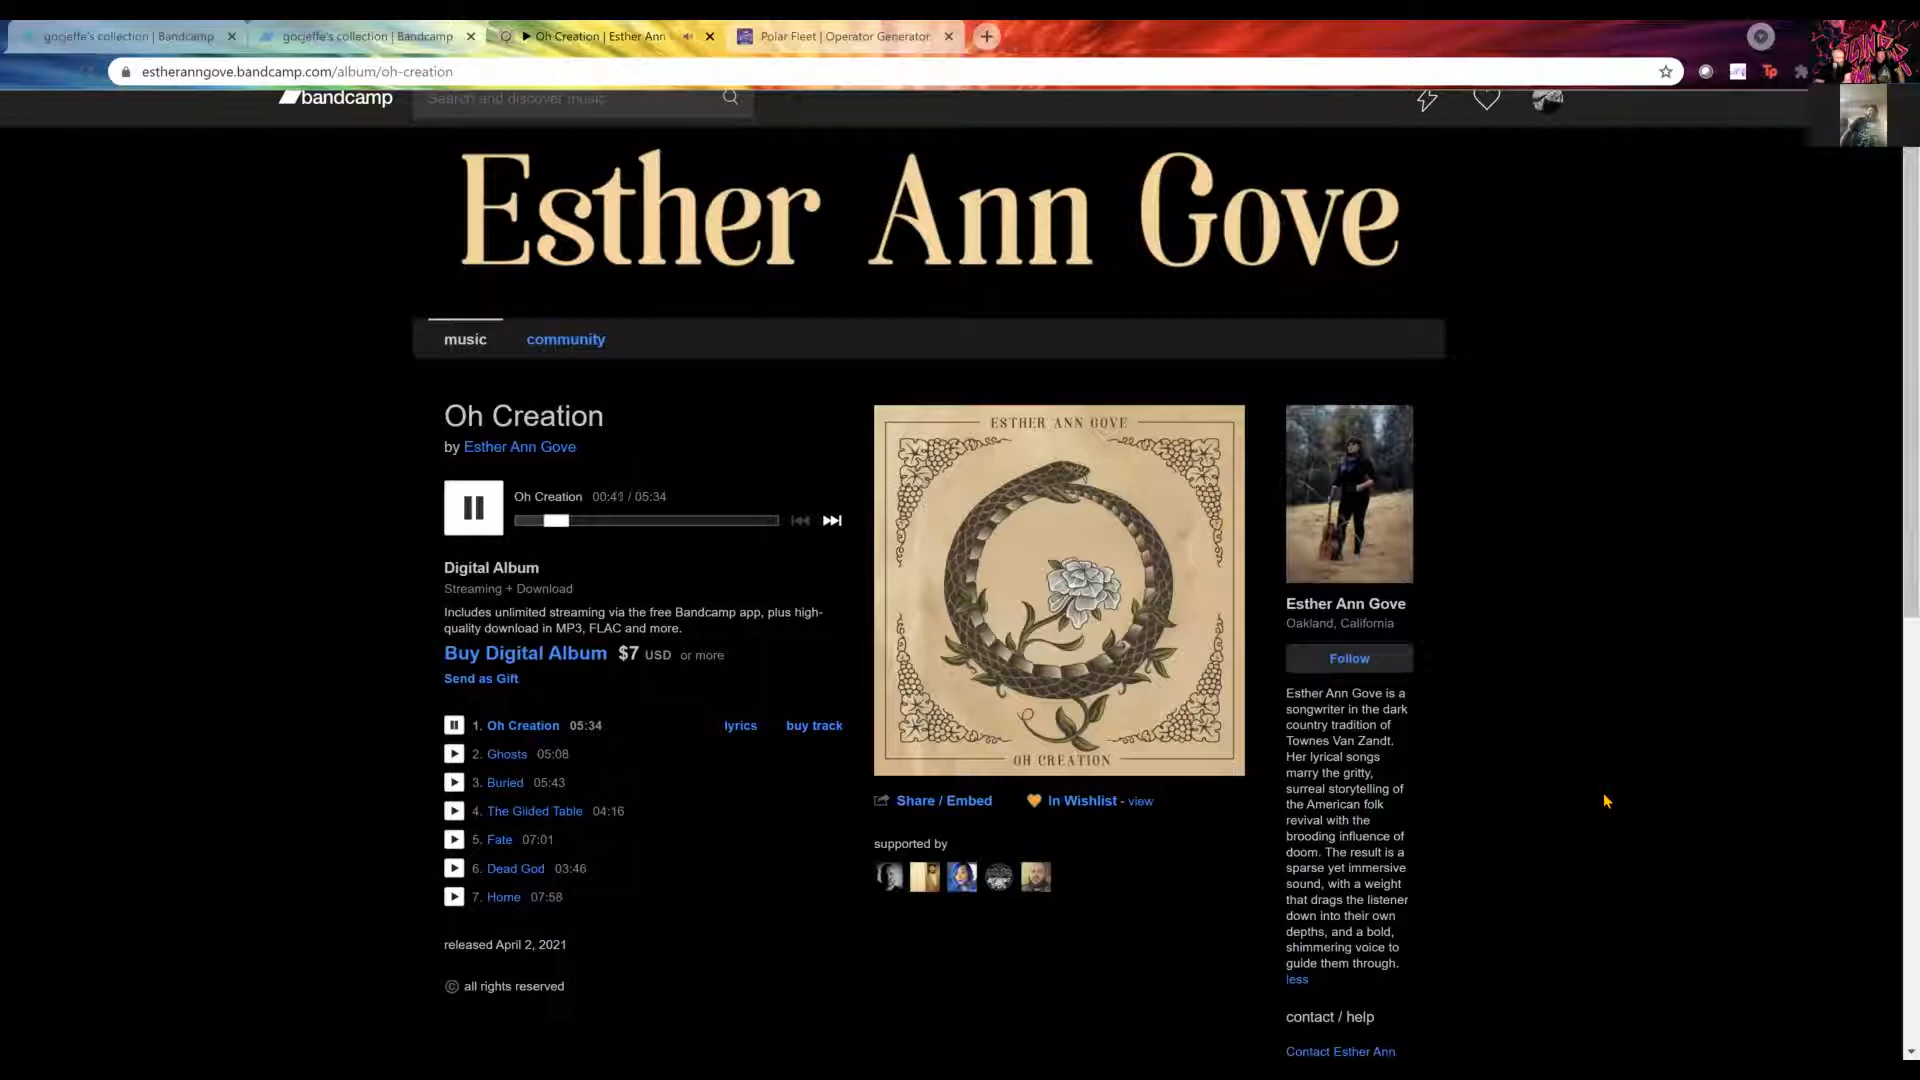 gocjeffe's collection | Bandcamp
gocjeffe's collection | Bandcamp
Oh Creation | Esther Ann
Polar Fleet | Operator Generator
estheranngove.bandcamp.com/album/oh-creation
Tp
bandcamp
Search and discover music
Esther Ann Gove
music
community
Oh Creation
by Esther Ann Gove
Oh Creation 00:41 / 05:34
Digital Album
Streaming + Download
Includes unlimited streaming via the free Bandcamp app, plus high-
quality download in MP3, FLAC and more.
Buy Digital Album $7 USD or more
Send as Gift
1. Oh Creation 05:34 lyrics buy track
2. Ghosts 05:08
3. Buried 05:43
4. The Gilded Table 04:16
5. Fate 07:01
6. Dead God 03:46
7. Home 07:58
released April 2, 2021
© all rights reserved
ESTHER ANN GOVE
OH CREATION
Share / Embed
In Wishlist - view
supported by
Esther Ann Gove
Oakland, California
Follow
Esther Ann Gove is a
songwriter in the dark
country tradition of
Townes Van Zandt.
Her lyrical songs
marry the gritty,
surreal storytelling of
the American folk
revival with the
brooding influence of
doom. The result is a
sparse yet immersive
sound, with a weight
that drags the listener
down into their own
depths, and a bold,
shimmering voice to
guide them through.
less
contact / help
Contact Esther Ann